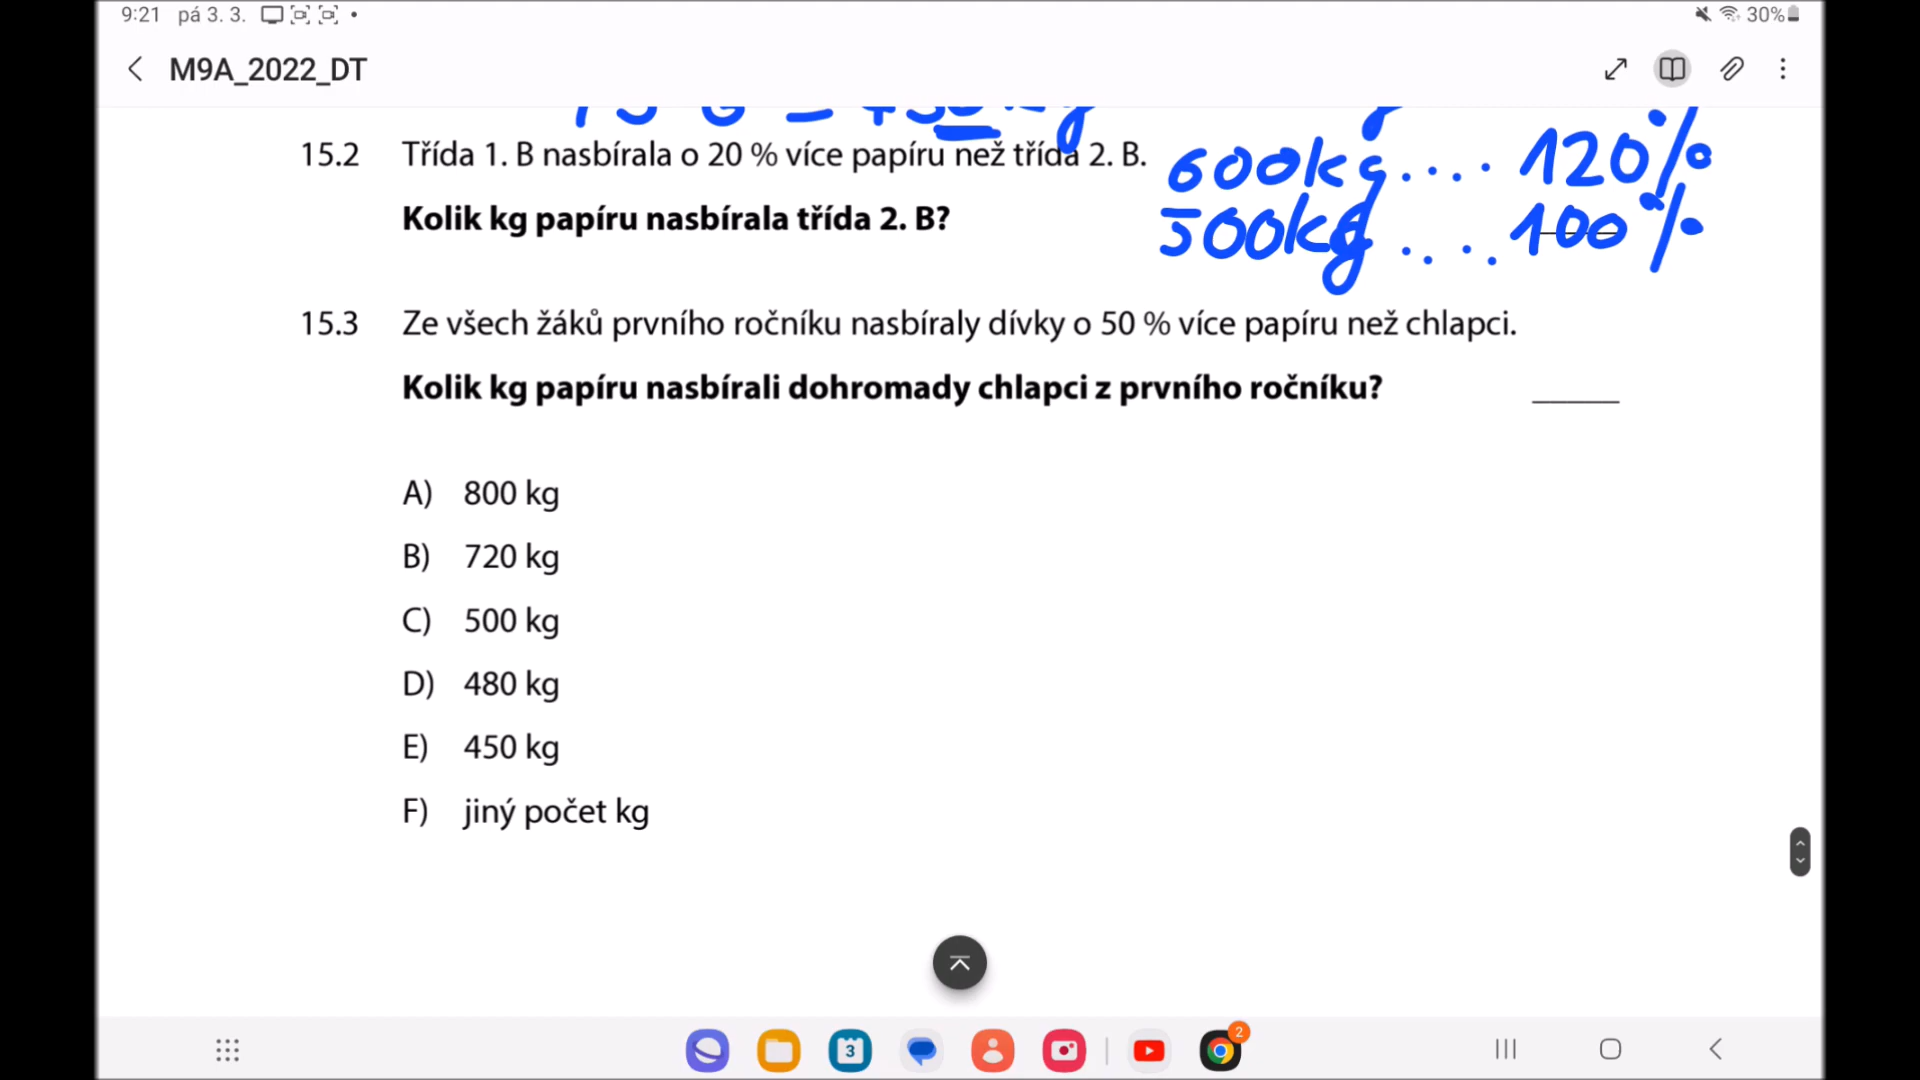 9:21 pá 3. 3. 30%
M9A_2022_DT
15.2 Třída 1. B nasbírala o 20 % více papíru než třída 2. B. 600kg .... 120%
Kolik kg papíru nasbírala třída 2. B? 500kg .... 100%
15.3 Ze všech žáků prvního ročníku nasbíraly dívky o 50 % více papíru než chlapci.
Kolik kg papíru nasbírali dohromady chlapci z prvního ročníku?
A) 800 kg
B) 720 kg
C) 500 kg
D) 480 kg
E) 450 kg
F) jiný počet kg
3 2